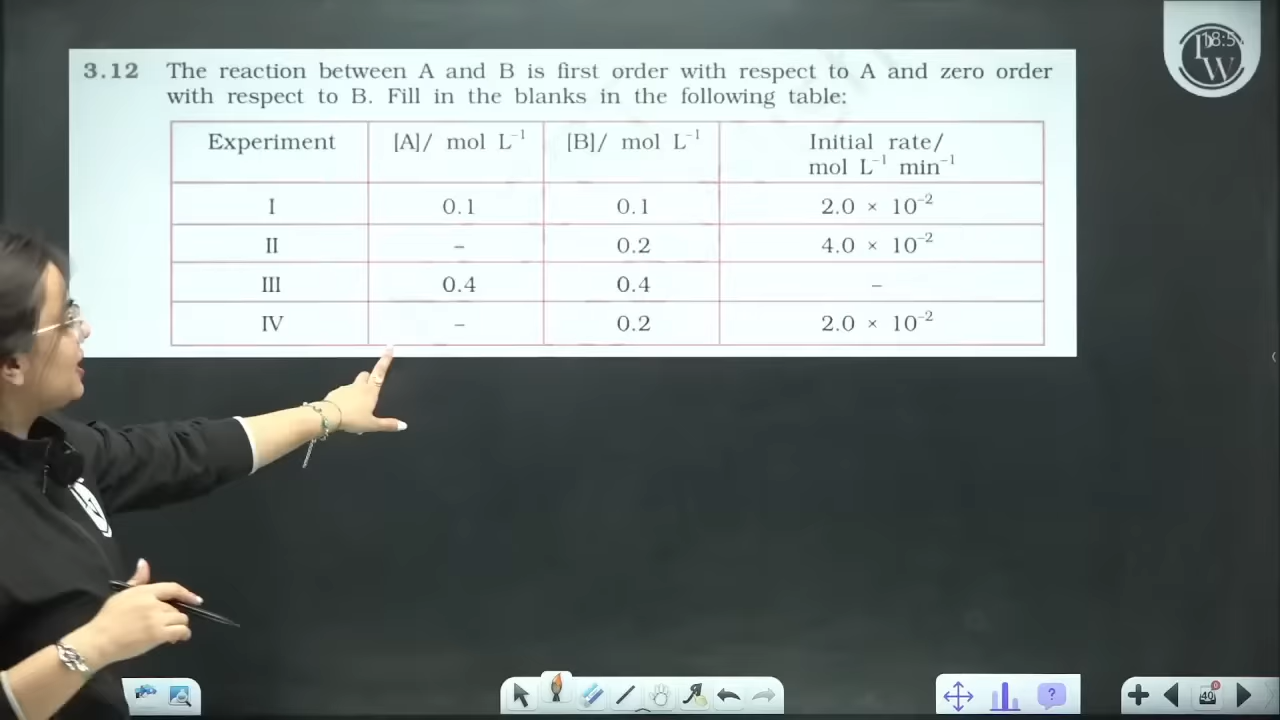 3.12 The reaction between A and B is first order with respect to A and zero order
with respect to B. Fill in the blanks in the following table:
Experiment [A]/ mol L⁻¹ [B]/ mol L⁻¹ Initial rate/
mol L⁻¹ min⁻¹
I 0.1 0.1 2.0 × 10⁻²
II – 0.2 4.0 × 10⁻²
III 0.4 0.4 –
IV – 0.2 2.0 × 10⁻²
W
?
40